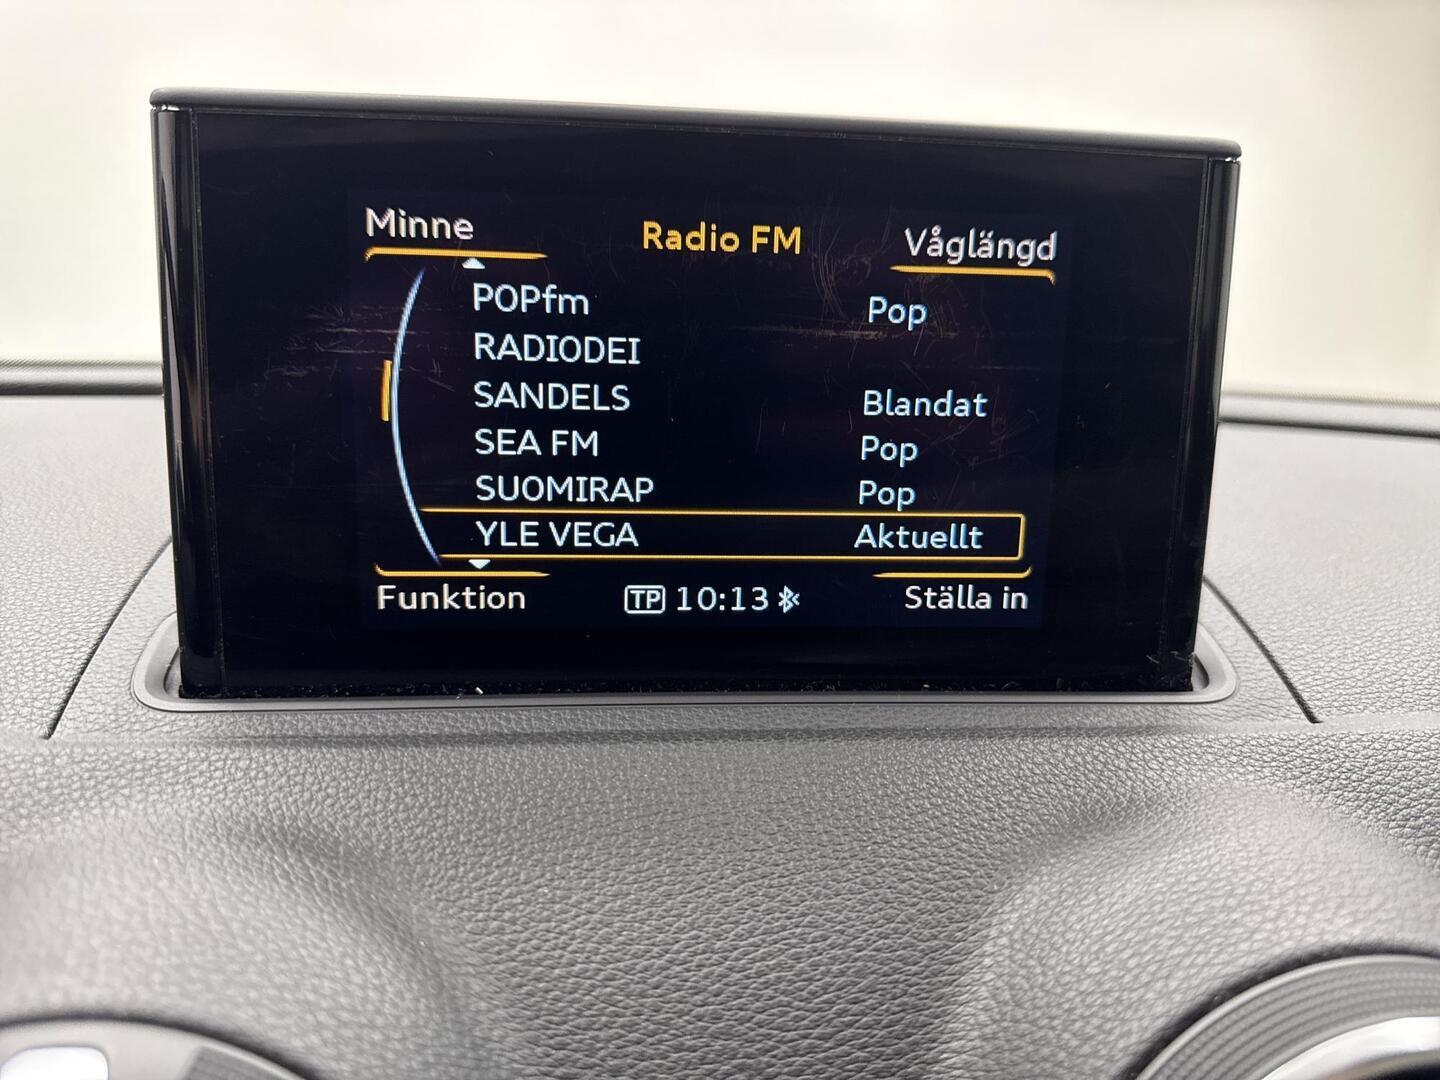 Minne Radio FM Våglängd
POPfm Pop
RADIODEI
SANDELS Blandat
SEA FM Pop
SUOMIRAP Pop
YLE VEGA Aktuellt
Funktion TP 10:13 Ställa in